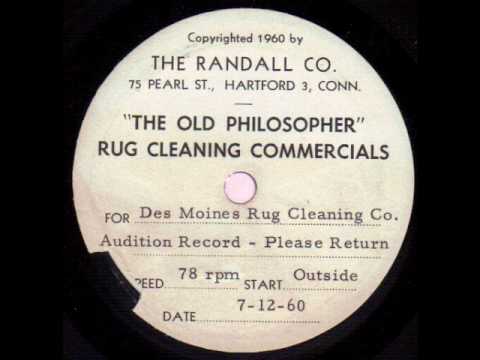 Copyrighted 1960 by
THE RANDALL CO.
75 PEARL ST., HARTFORD 3, CONN.
"THE OLD PHILOSOPHER"
RUG CLEANING COMMERCIALS
FOR Des Moines Rug Cleaning Co.
Audition Record - Please Return
PEED 78 rpm START Outside
DATE 7-12-60